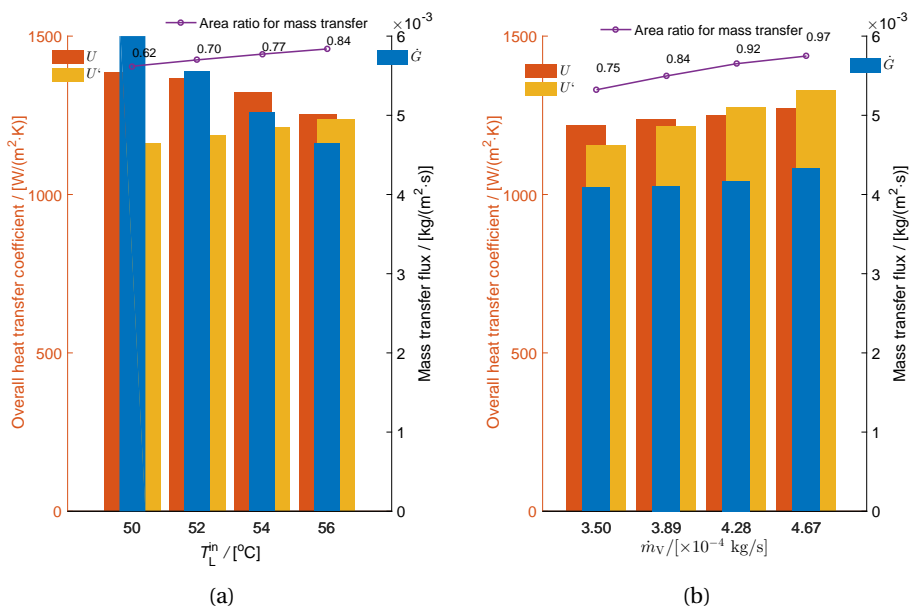 Area ratio for mass transfer
×10⁻³
1500
1000
500
0
6
5
4
3
2
1
0
U
U‘
Ġ
0.62
0.70
0.77
0.84
Overall heat transfer coefficient / [W/(m²·K)]
Mass transfer flux / [kg/(m²·s)]
50 52 54 56
T_L^in / [°C]
(a)
Area ratio for mass transfer
×10⁻³
1500
1000
500
0
6
5
4
3
2
1
0
U
U‘
Ġ
0.75
0.84
0.92
0.97
Overall heat transfer coefficient / [W/(m²·K)]
Mass transfer flux / [kg/(m²·s)]
3.50 3.89 4.28 4.67
ṁ_V/[×10⁻⁴ kg/s]
(b)